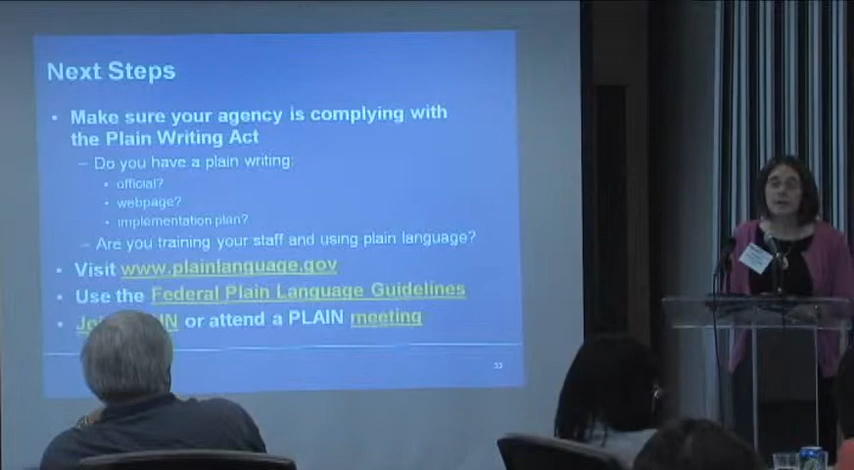 Next Steps
• Make sure your agency is complying with
the Plain Writing Act
– Do you have a plain writing:
• official?
• webpage?
• implementation plan?
– Are you training your staff and using plain language?
• Visit www.plainlanguage.gov
• Use the Federal Plain Language Guidelines
• or attend a PLAIN meeting
33